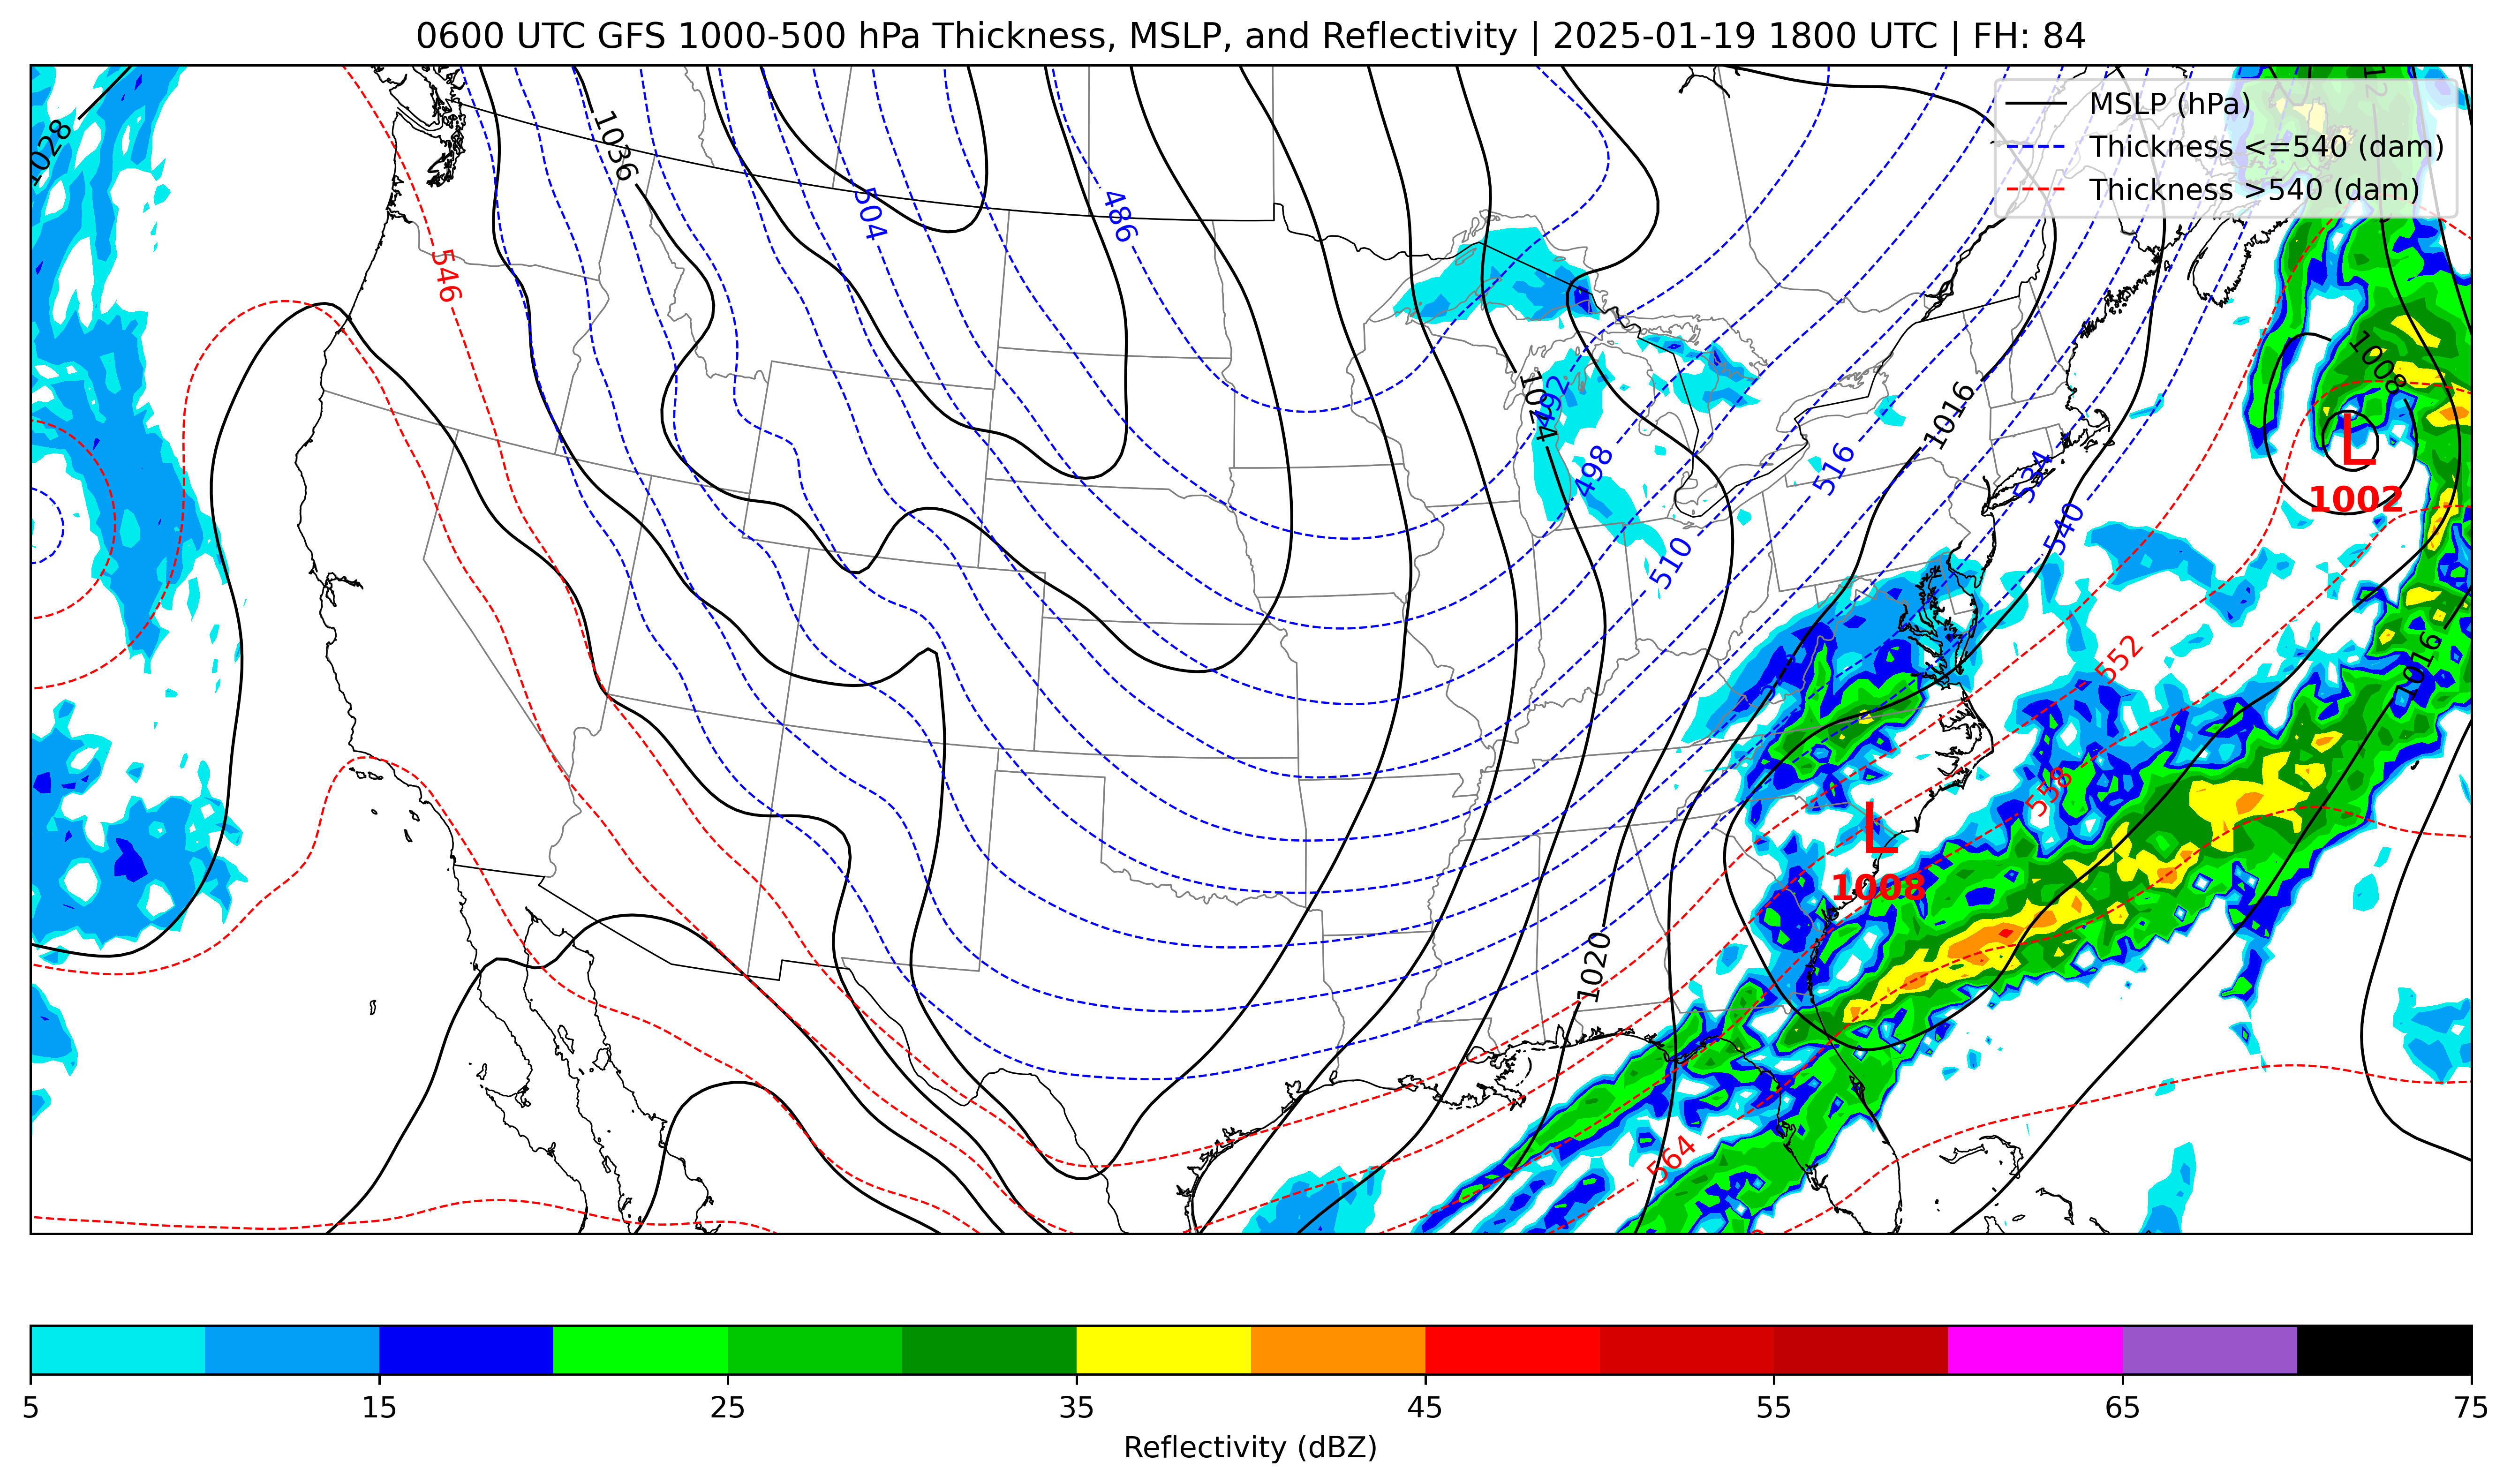 0600 UTC GFS 1000-500 hPa Thickness, MSLP, and Reflectivity | 2025-01-19 1800 UTC | FH: 84
MSLP (hPa)
Thickness <=540 (dam)
Thickness >540 (dam)
1028
1036
504
486
546
1008
L
1002
492
1024
498
516
1016
534
510
540
552
1016
558
L
1008
1020
564
5 15 25 35 45 55 65 75
Reflectivity (dBZ)